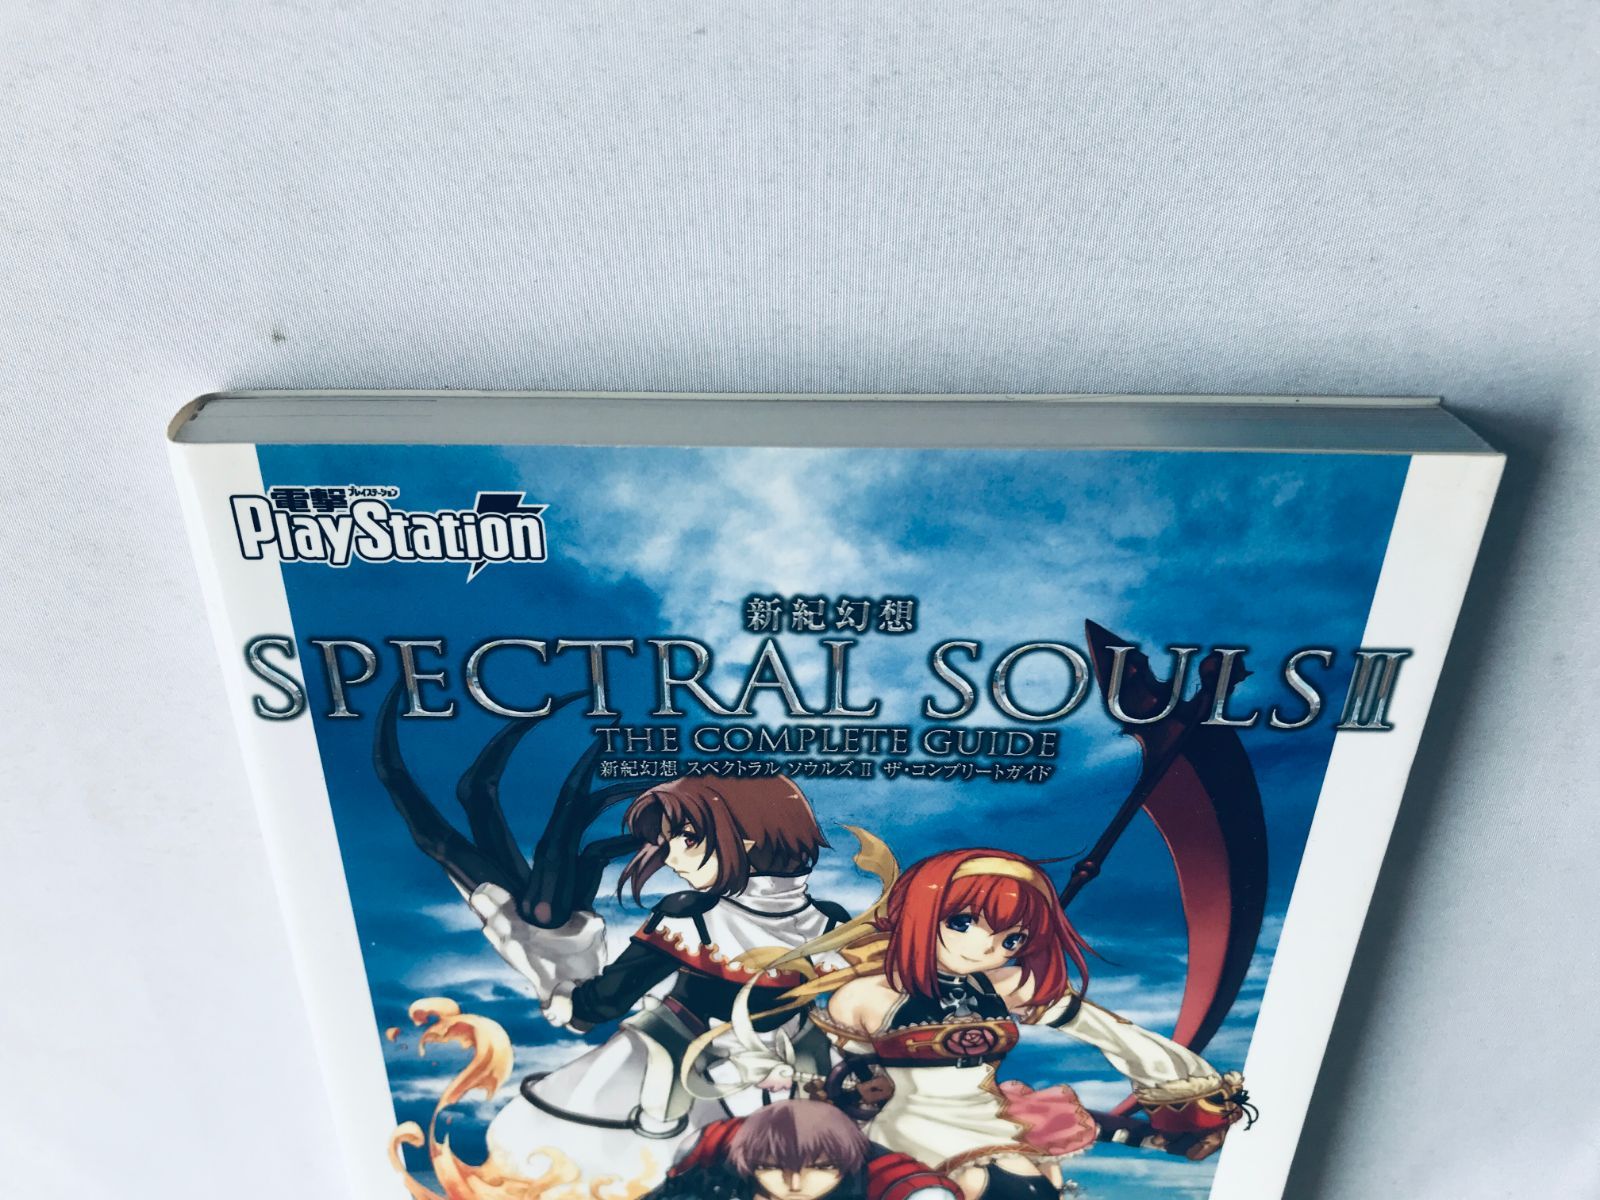 電撃 プレイステーション
PlayStation
新紀幻想
SPECTRAL SOULS II
THE COMPLETE GUIDE
新紀幻想 スペクトラル ソウルズ II ザ・コンプリートガイド